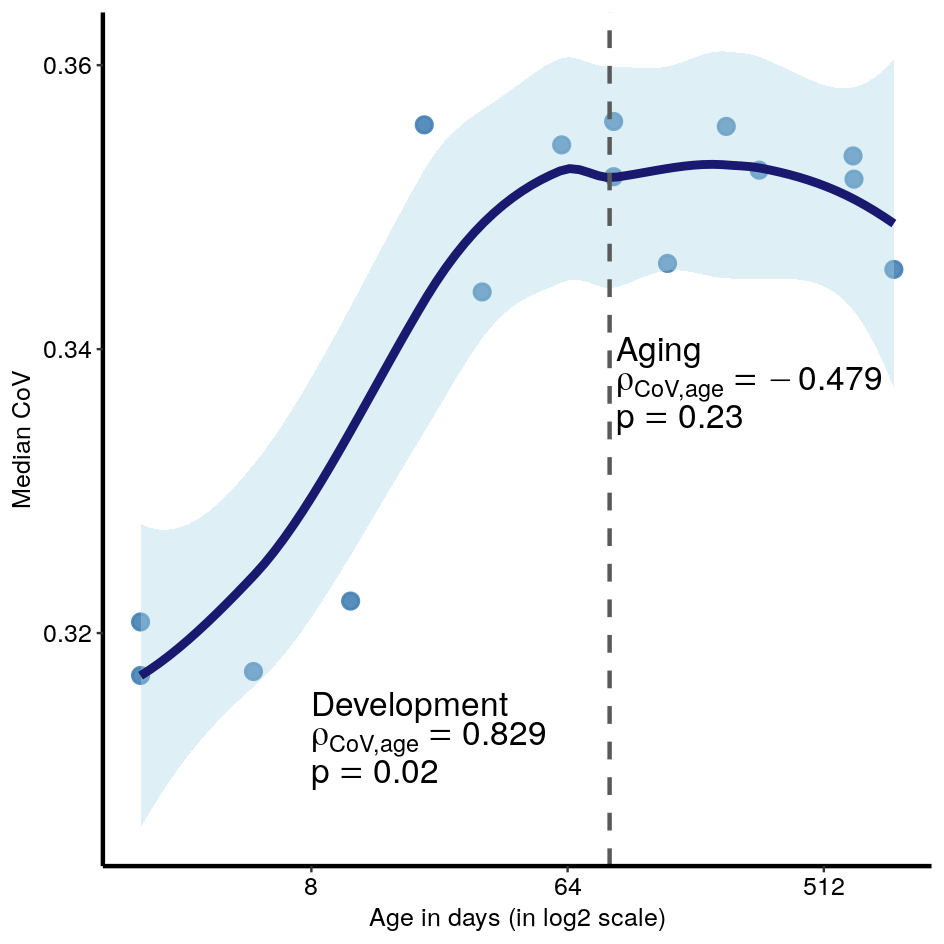 0.36
0.34
0.32
Median CoV
Aging
ρCoV,age = − 0.479
p = 0.23
Development
ρCoV,age = 0.829
p = 0.02
8
64
512
Age in days (in log2 scale)